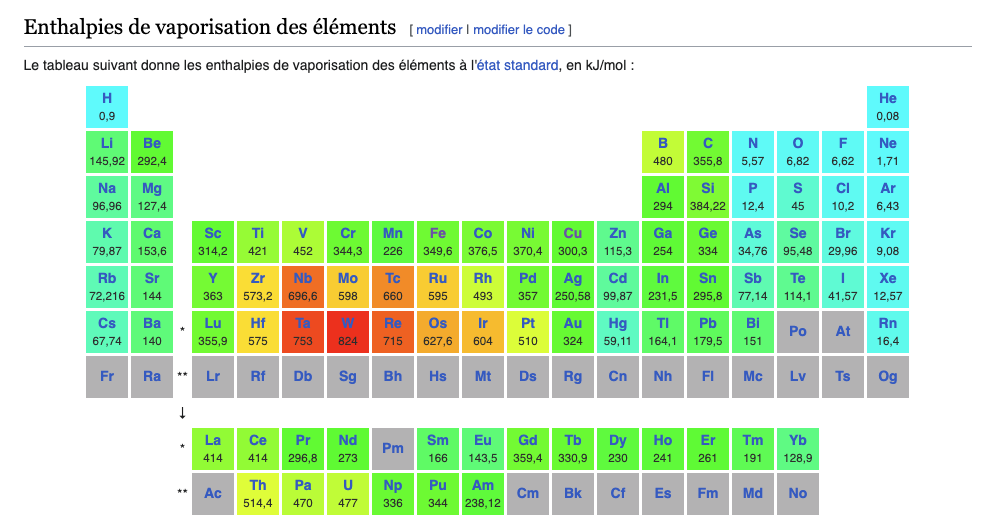 Enthalpies de vaporisation des éléments [ modifier | modifier le code ]
Le tableau suivant donne les enthalpies de vaporisation des éléments à l'état standard, en kJ/mol :
H He
0,9 0,08
Li Be B C N O F Ne
145,92 292,4 480 355,8 5,57 6,82 6,62 1,71
Na Mg Al Si P S Cl Ar
96,96 127,4 294 384,22 12,4 45 10,2 6,43
K Ca Sc Ti V Cr Mn Fe Co Ni Cu Zn Ga Ge As Se Br Kr
79,87 153,6 314,2 421 452 344,3 226 349,6 376,5 370,4 300,3 115,3 254 334 34,76 95,48 29,96 9,08
Rb Sr Y Zr Nb Mo Tc Ru Rh Pd Ag Cd In Sn Sb Te I Xe
72,216 144 363 573,2 696,6 598 660 595 493 357 250,58 99,87 231,5 295,8 77,14 114,1 41,57 12,57
Cs Ba * Lu Hf Ta W Re Os Ir Pt Au Hg Tl Pb Bi Po At Rn
67,74 140 355,9 575 753 824 715 627,6 604 510 324 59,11 164,1 179,5 151 16,4
Fr Ra ** Lr Rf Db Sg Bh Hs Mt Ds Rg Cn Nh Fl Mc Lv Ts Og
↓
* La Ce Pr Nd Pm Sm Eu Gd Tb Dy Ho Er Tm Yb
414 414 296,8 273 166 143,5 359,4 330,9 230 241 261 191 128,9
** Ac Th Pa U Np Pu Am Cm Bk Cf Es Fm Md No
514,4 470 477 336 344 238,12